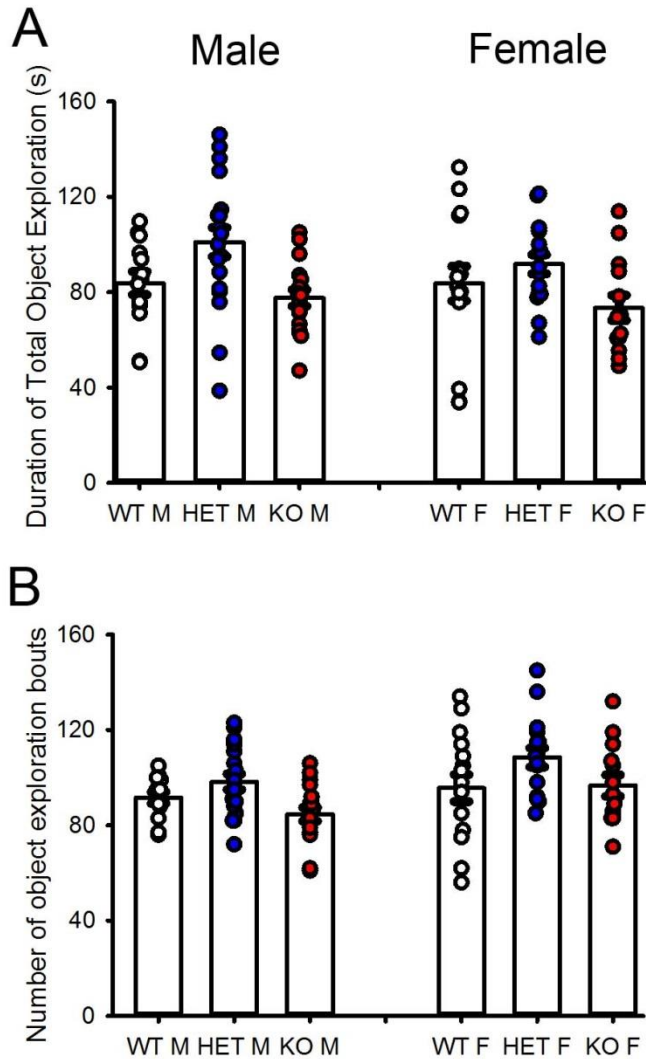 A
Male
Female
Duration of Total Object Exploration (s)
160
120
80
40
0
WT M HET M KO M WT F HET F KO F
B
Number of object exploration bouts
160
120
80
40
0
WT M HET M KO M WT F HET F KO F